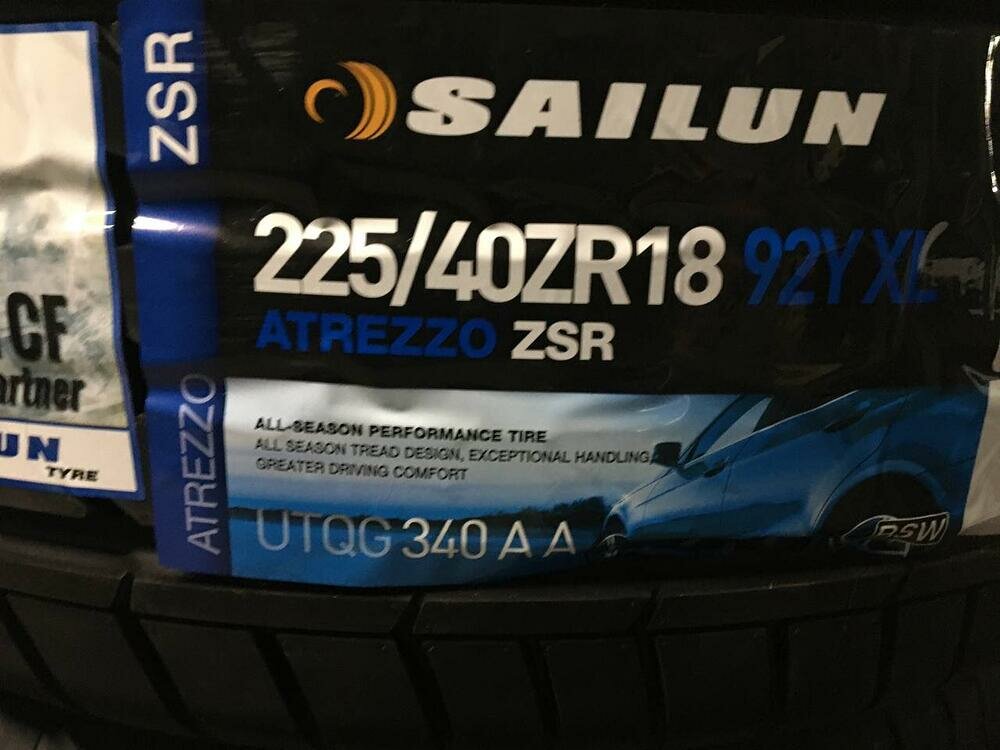 ZSR
SAILUN
225/40ZR18 92Y XL
ATREZZO ZSR
CF
artner
UN
TYRE
ATREZZO
ALL-SEASON PERFORMANCE TIRE
ALL SEASON TREAD DESIGN, EXCEPTIONAL HANDLING,
GREATER DRIVING COMFORT
UTQG 340 A A
BSW